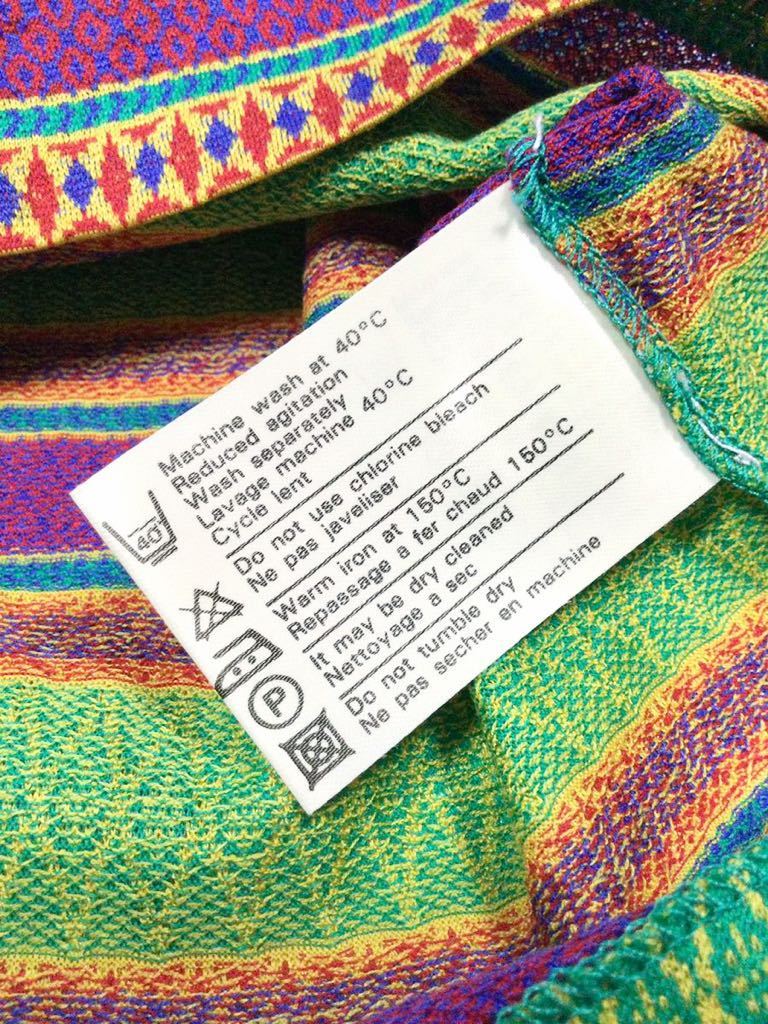 Machine wash at 40°C
Reduced agitation
Wash separately
Lavage machine 40°C
Cycle lent
40
Do not use chlorine bleach
Ne pas javeliser
Warm iron at 150°C
Repassage a fer chaud 150°C
It may be dry cleaned
Nettoyage a sec
P
Do not tumble dry
Ne pas secher en machine